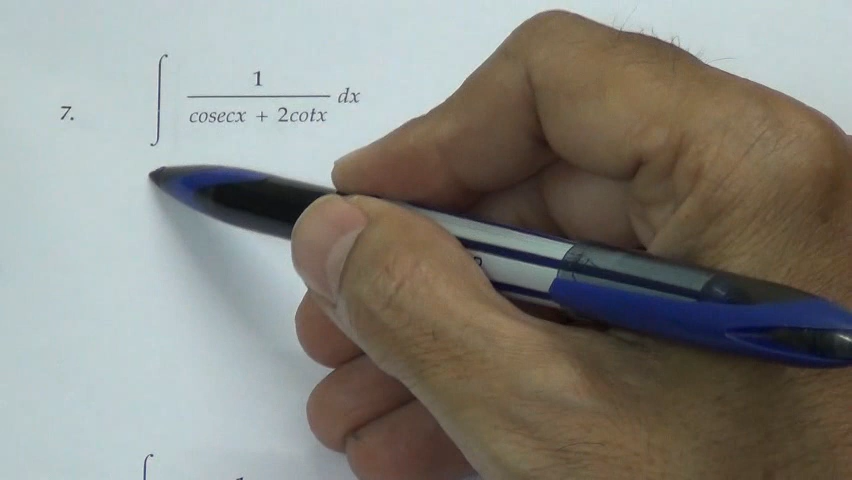 7. ∫ 1 / (cosecx + 2cotx) dx